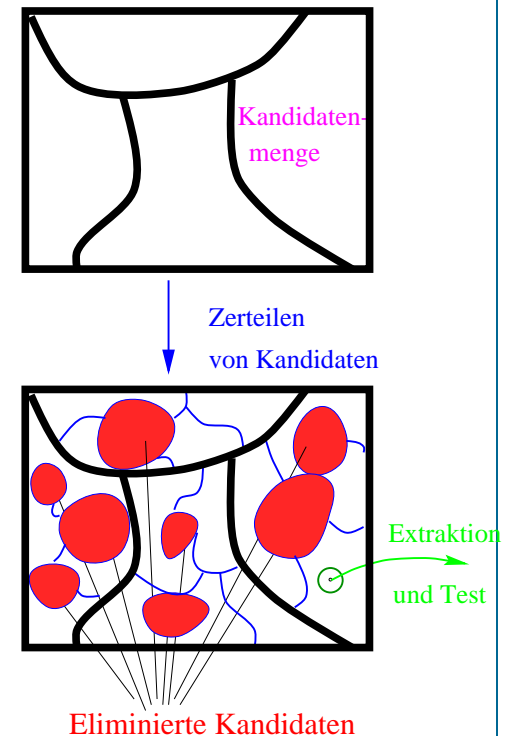 Kandidaten-
menge
Zerteilen
von Kandidaten
Extraktion
und Test
Eliminierte Kandidaten